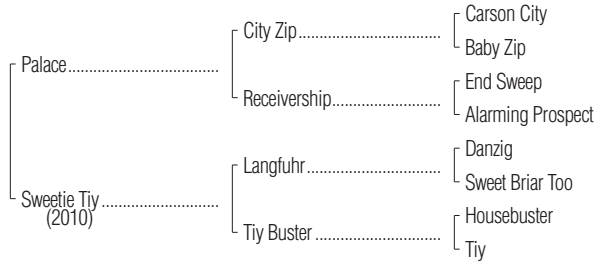 Carson City
City Zip
Baby Zip
Palace
End Sweep
Receivership
Alarming Prospect
Danzig
Langfuhr
Sweet Briar Too
Sweetie Tiy
(2010)
Housebuster
Tiy Buster
Tiy